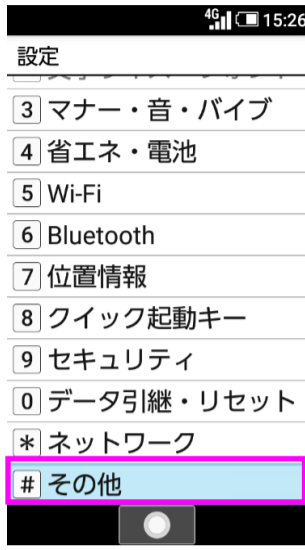 4G 15:26
設定
3 マナー・音・バイブ
4 省エネ・電池
5 Wi-Fi
6 Bluetooth
7 位置情報
8 クイック起動キー
9 セキュリティ
0 データ引継・リセット
* ネットワーク
# その他